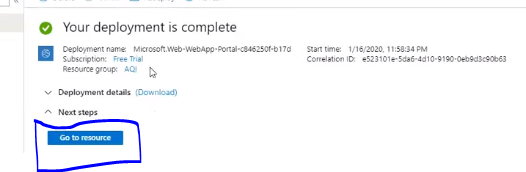 Your deployment is complete
Deployment name: Microsoft.Web-WebApp-Portal-c846250f-b17d
Start time: 1/16/2020, 11:58:34 PM
Subscription: Free Trial
Correlation ID: e523101e-5da6-4d10-9190-0eb9d3c90b63
Resource group: AQI
Deployment details (Download)
Next steps
Go to resource